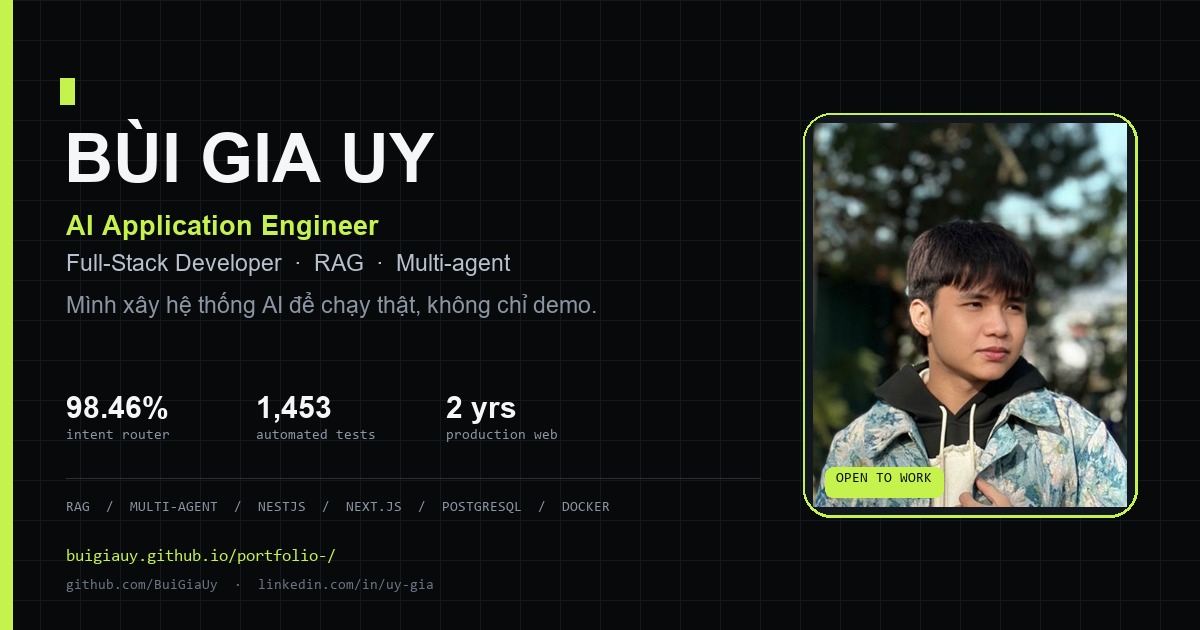 BÙI GIA UY
AI Application Engineer
Full-Stack Developer · RAG · Multi-agent
Mình xây hệ thống AI để chạy thật, không chỉ demo.
98.46% 1,453 2 yrs
intent router automated tests production web
RAG / MULTI-AGENT / NESTJS / NEXT.JS / POSTGRESQL / DOCKER
buigiauy.github.io/portfolio-/
github.com/BuiGiaUy · linkedin.com/in/uy-gia
OPEN TO WORK